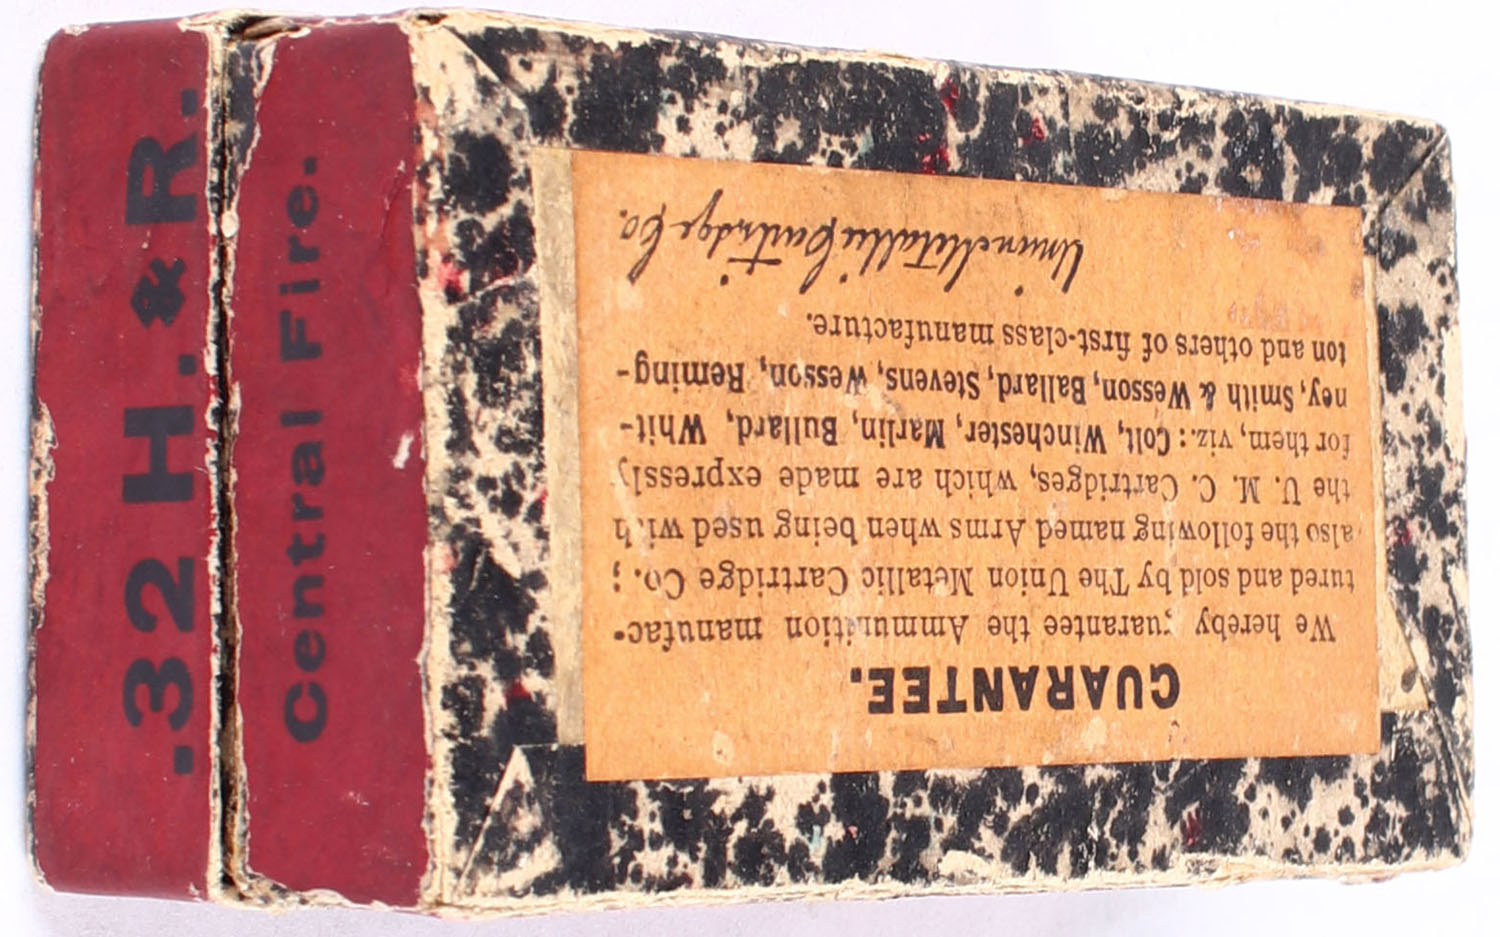 .32 H. & R.
Central Fire.
GUARANTEE.
We hereby guarantee the Ammunition manufac-
tured and sold by The Union Metallic Cartridge Co.;
also the following named Arms when being used with
the U. M. C. Cartridges, which are made expressly
for them, viz.: Colt, Winchester, Marlin, Bullard, Whit-
ney, Smith & Wesson, Ballard, Stevens, Wesson, Reming-
ton and others of first-class manufacture.
Union Metallic Cartridge Co.